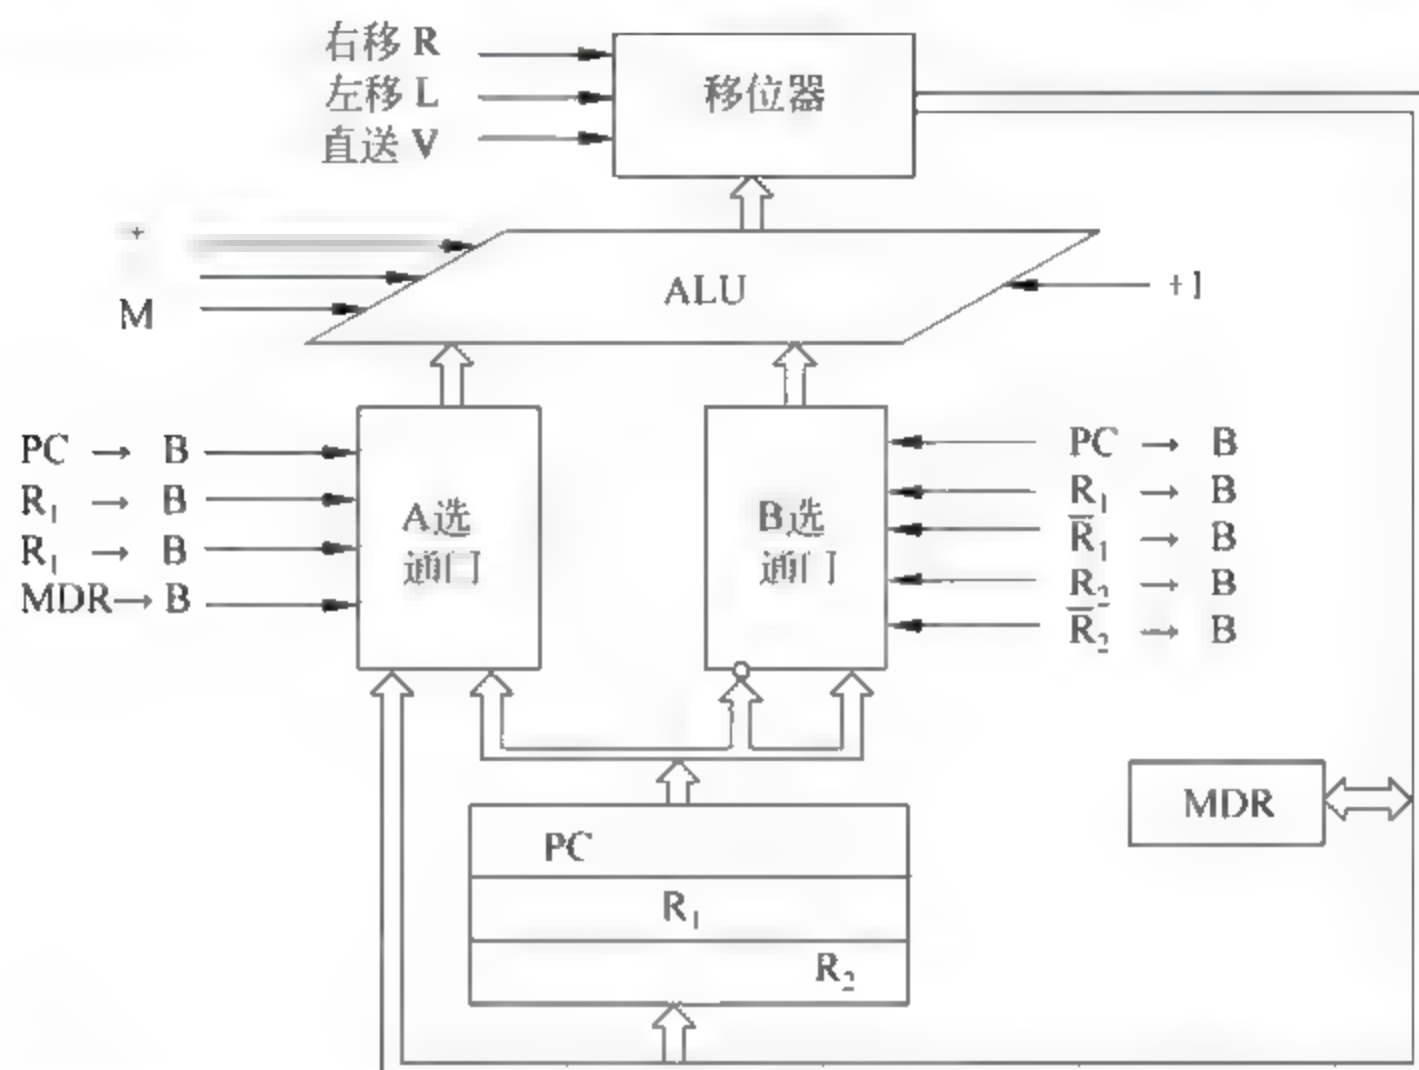 右移 R
左移 L
直送 V
移位器
+
M
ALU
+1
PC → B
R₁ → B
R₁ → B
MDR → B
A选
通门
B选
通门
PC → B
R₁ → B
R̅₁ → B
R₂ → B
R̅₂ → B
MDR
PC
R₁
R₂